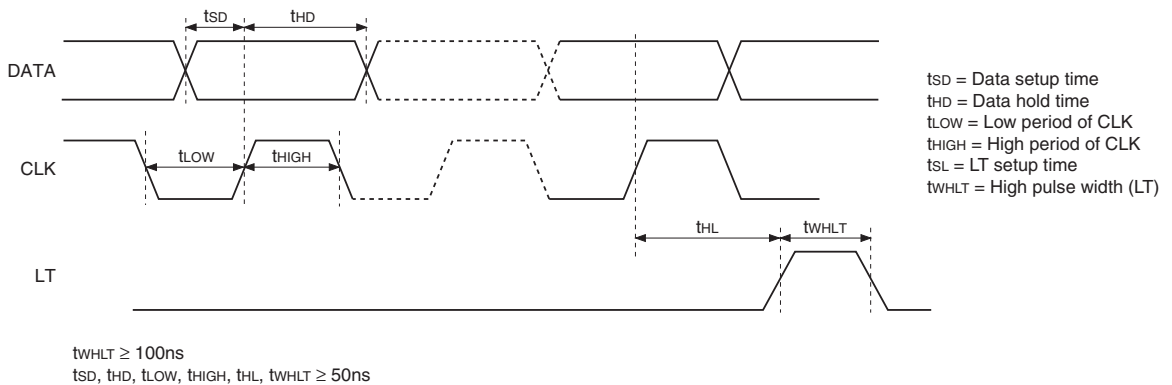 tSD
tHD
DATA
tSD = Data setup time
tHD = Data hold time
tLOW = Low period of CLK
tHIGH = High period of CLK
tSL = LT setup time
tWHLT = High pulse width (LT)
tLOW
tHIGH
CLK
tHL
tWHLT
LT
tWHLT ≥ 100ns
tSD, tHD, tLOW, tHIGH, tHL, tWHLT ≥ 50ns